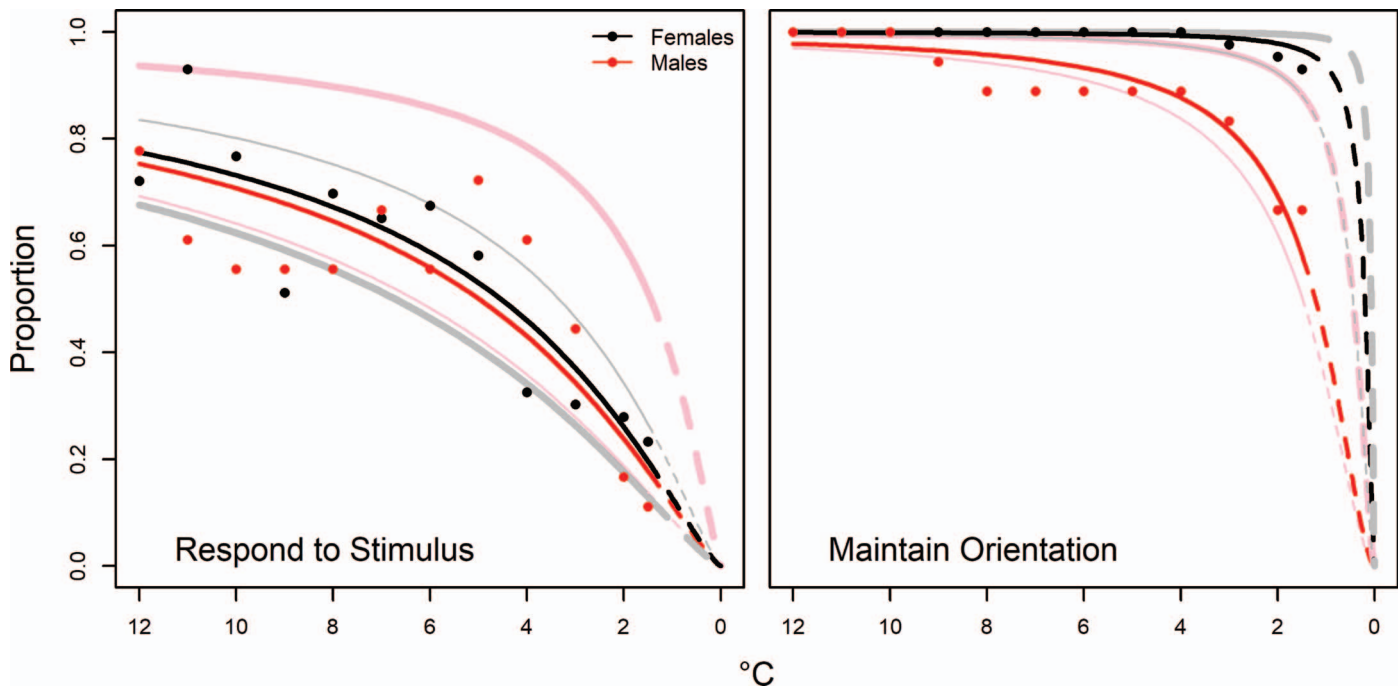 Proportion
1.0
0.8
0.6
0.4
0.2
0.0
Females
Males
Respond to Stimulus
12 10 8 6 4 2 0
Maintain Orientation
12 10 8 6 4 2 0
°C